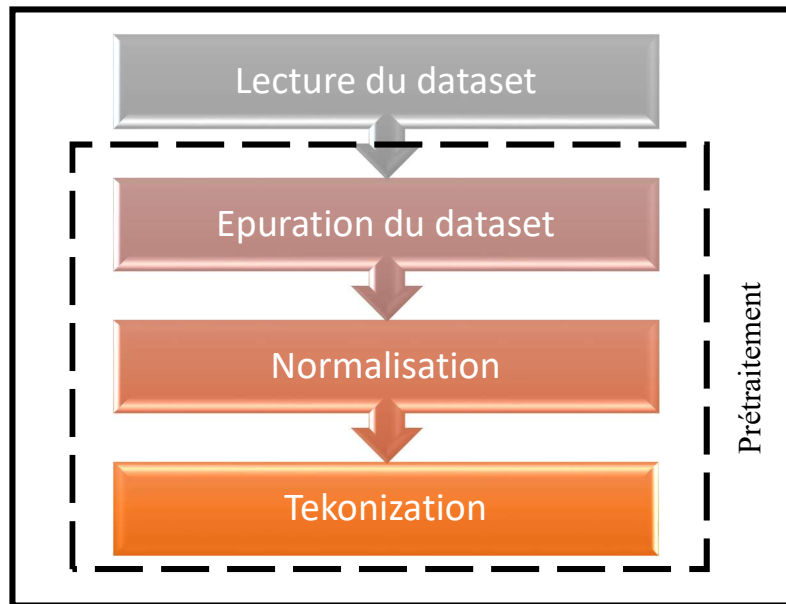 Lecture du dataset
Epuration du dataset
Normalisation
Tekonization
Prétraitement